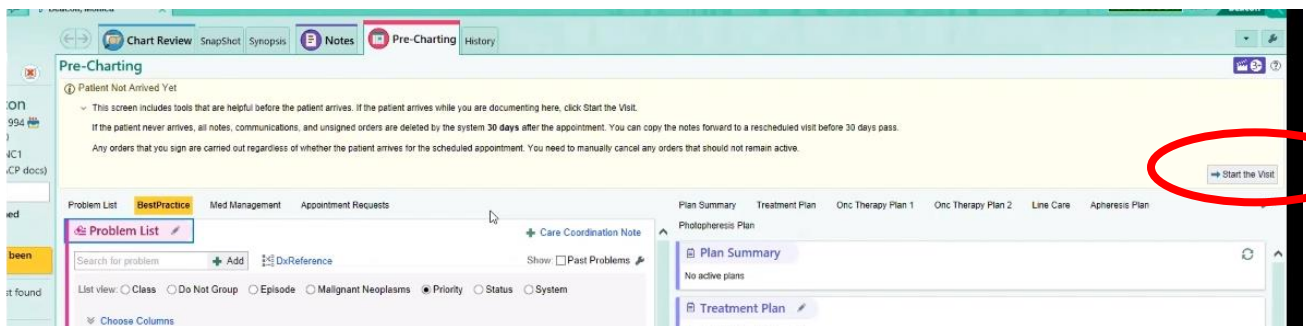 Chart Review SnapShot Synopsis Notes Pre-Charting History
Pre-Charting
Patient Not Arrived Yet
This screen includes tools that are helpful before the patient arrives. If the patient arrives while you are documenting here, click Start the Visit.
If the patient never arrives, all notes, communications, and unsigned orders are deleted by the system 30 days after the appointment. You can copy the notes forward to a rescheduled visit before 30 days pass.
Any orders that you sign are carried out regardless of whether the patient arrives for the scheduled appointment. You need to manually cancel any orders that should not remain active.
Start the Visit
994
NC1
CP docs)
been
t found
Problem List BestPractice Med Management Appointment Requests
Problem List
Care Coordination Note
Search for problem Add DxReference Show: Past Problems
List view: Class Do Not Group Episode Malignant Neoplasms Priority Status System
Choose Columns
Plan Summary Treatment Plan Onc Therapy Plan 1 Onc Therapy Plan 2 Line Care Apheresis Plan
Photopheresis Plan
Plan Summary
No active plans
Treatment Plan